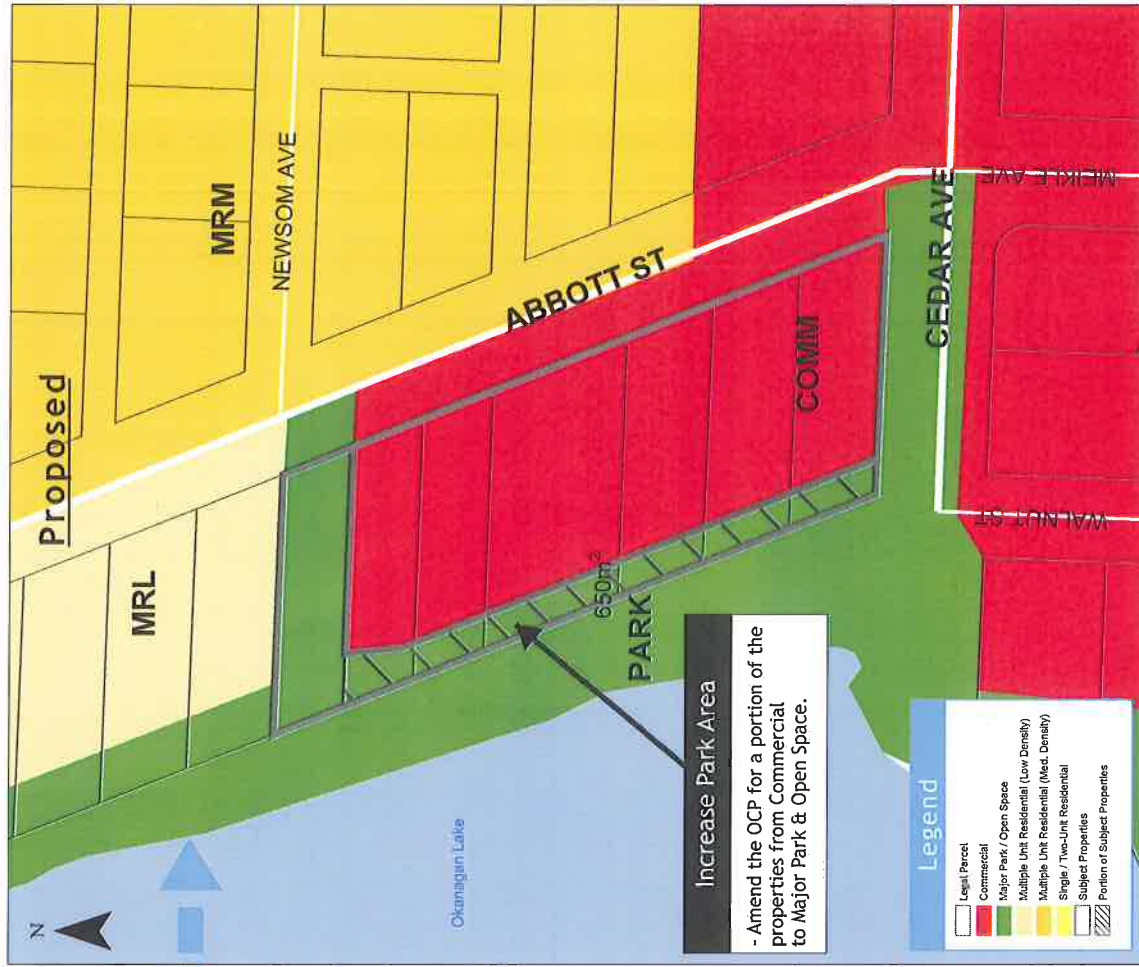 Proposed
N
MRM
NEWSOM AVE
MRL
ABBOTT ST
COMM
CEDAR AVE
MEIKLE AVE
WALNUT ST
650m²
PARK
Okanagan Lake
Increase Park Area
- Amend the OCP for a portion of the
properties from Commercial
to Major Park & Open Space.
Legend
Legal Parcel
Commercial
Major Park / Open Space
Multiple Unit Residential (Low Density)
Multiple Unit Residential (Med. Density)
Single / Two-Unit Residential
Subject Properties
Portion of Subject Properties